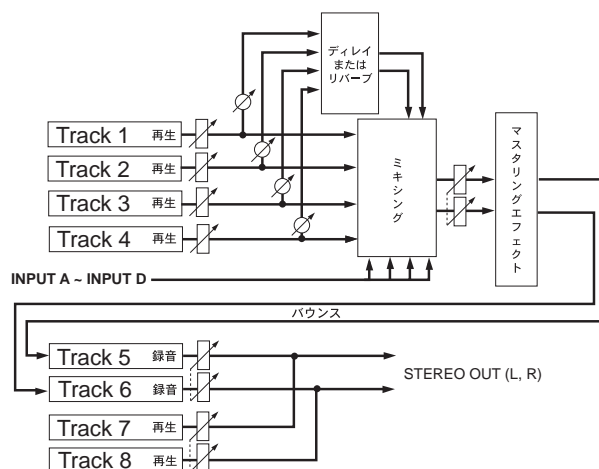 ディレイ
または
リバーブ
Track 1 再生
Track 2 再生
Track 3 再生
Track 4 再生
ミキシング
マスタリングエフェクト
INPUT A ~ INPUT D
バウンス
Track 5 録音
Track 6 録音
STEREO OUT (L, R)
Track 7 再生
Track 8 再生